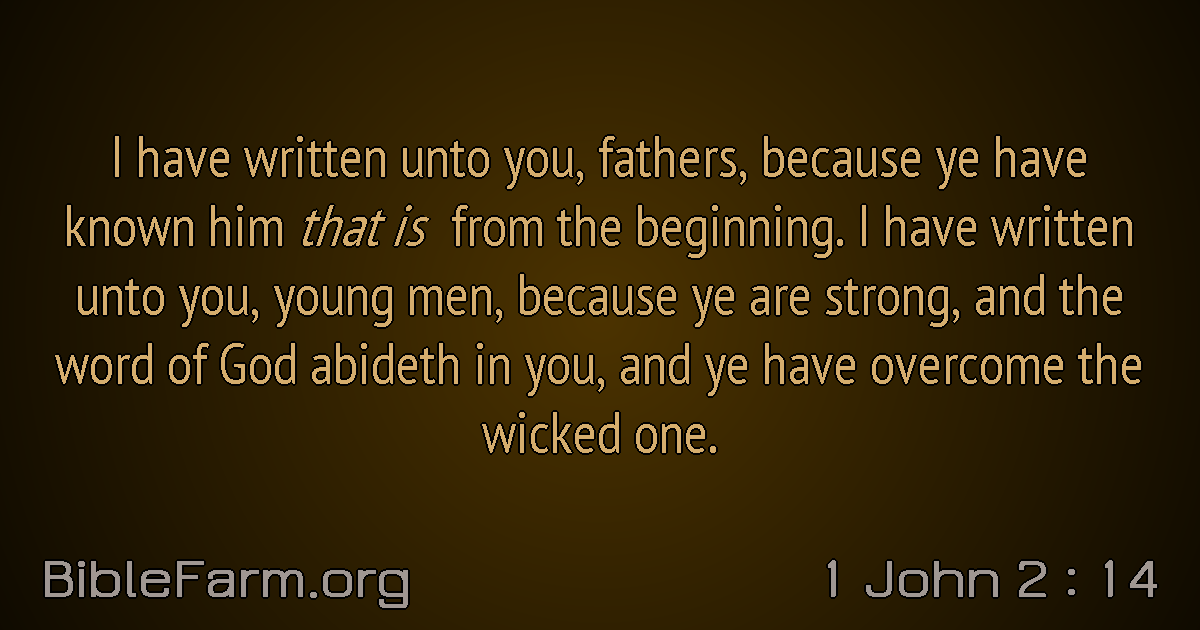 I have written unto you, fathers, because ye have
known him that is from the beginning. I have written
unto you, young men, because ye are strong, and the
word of God abideth in you, and ye have overcome the
wicked one.
BibleFarm.org
1 John 2 : 14